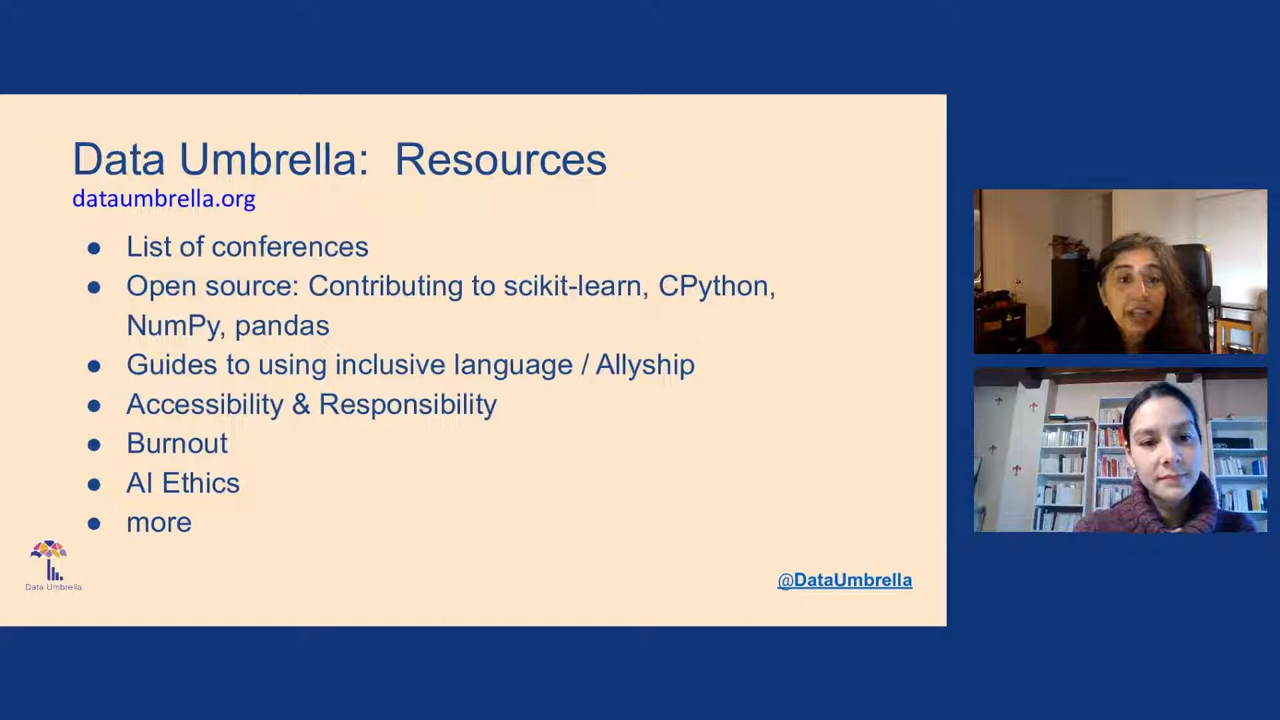 Data Umbrella:  Resources
dataumbrella.org
● List of conferences
● Open source: Contributing to scikit-learn, CPython,
NumPy, pandas
● Guides to using inclusive language / Allyship
● Accessibility & Responsibility
● Burnout
● AI Ethics
● more
Data Umbrella
@DataUmbrella